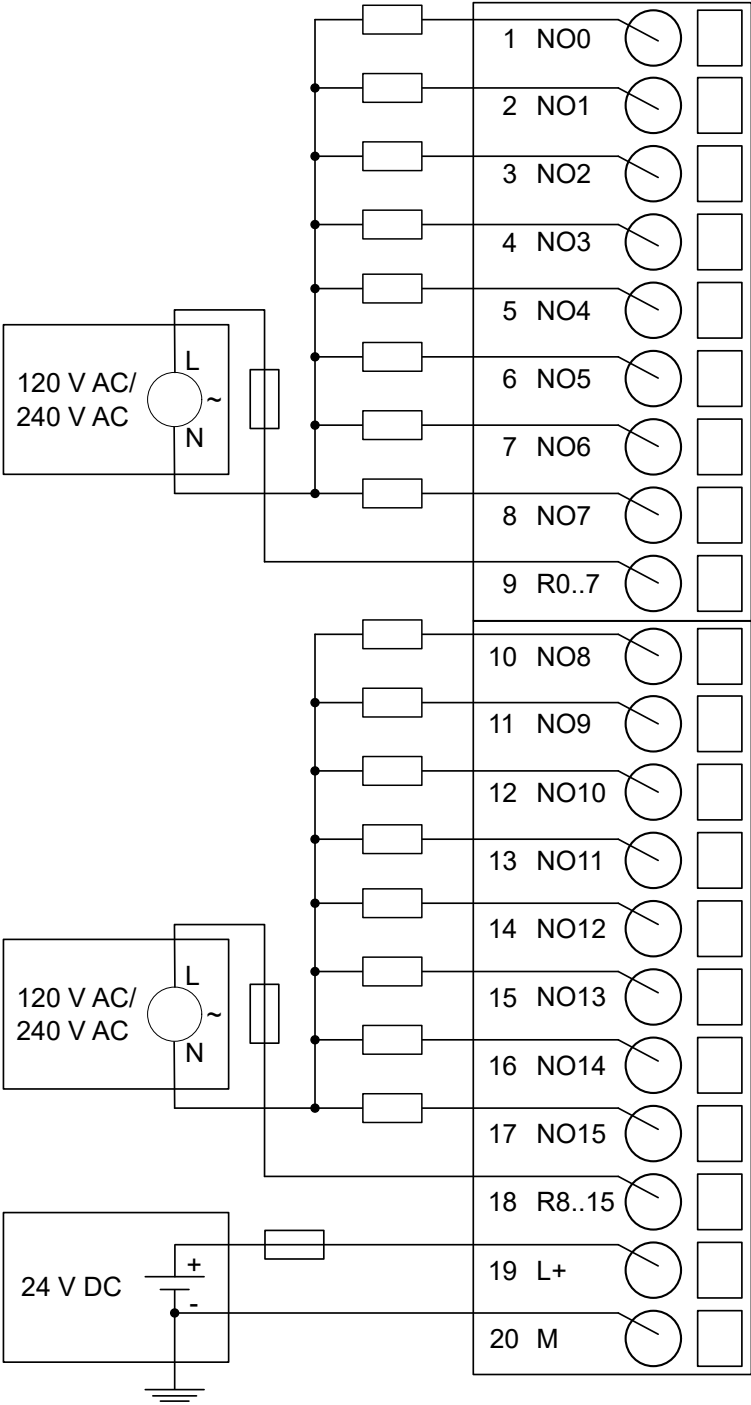 1 NO0
2 NO1
3 NO2
4 NO3
5 NO4
L
120 V AC/
~
240 V AC
N
6 NO5
7 NO6
8 NO7
9 R0..7
10 NO8
11 NO9
12 NO10
13 NO11
14 NO12
L
120 V AC/
~
240 V AC
N
15 NO13
16 NO14
17 NO15
18 R8..15
24 V DC
+
-
19 L+
20 M